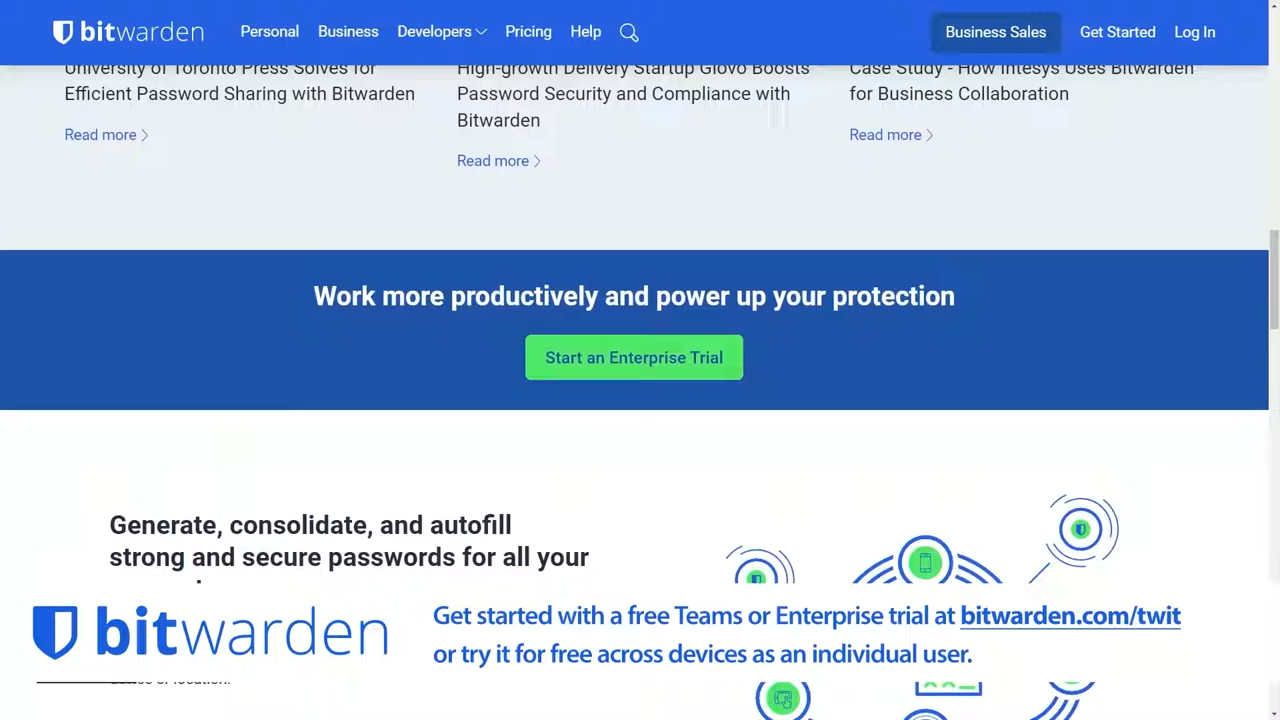 bitwarden
Personal Business Developers Pricing Help
Business Sales Get Started Log In
University of Toronto Press Solves for
Efficient Password Sharing with Bitwarden
Read more
High-growth Delivery Startup Glovo Boosts
Password Security and Compliance with
Bitwarden
Read more
Case Study - How Intesys Uses Bitwarden
for Business Collaboration
Read more
Work more productively and power up your protection
Start an Enterprise Trial
Generate, consolidate, and autofill
strong and secure passwords for all your
bitwarden
Get started with a free Teams or Enterprise trial at bitwarden.com/twit
or try it for free across devices as an individual user.